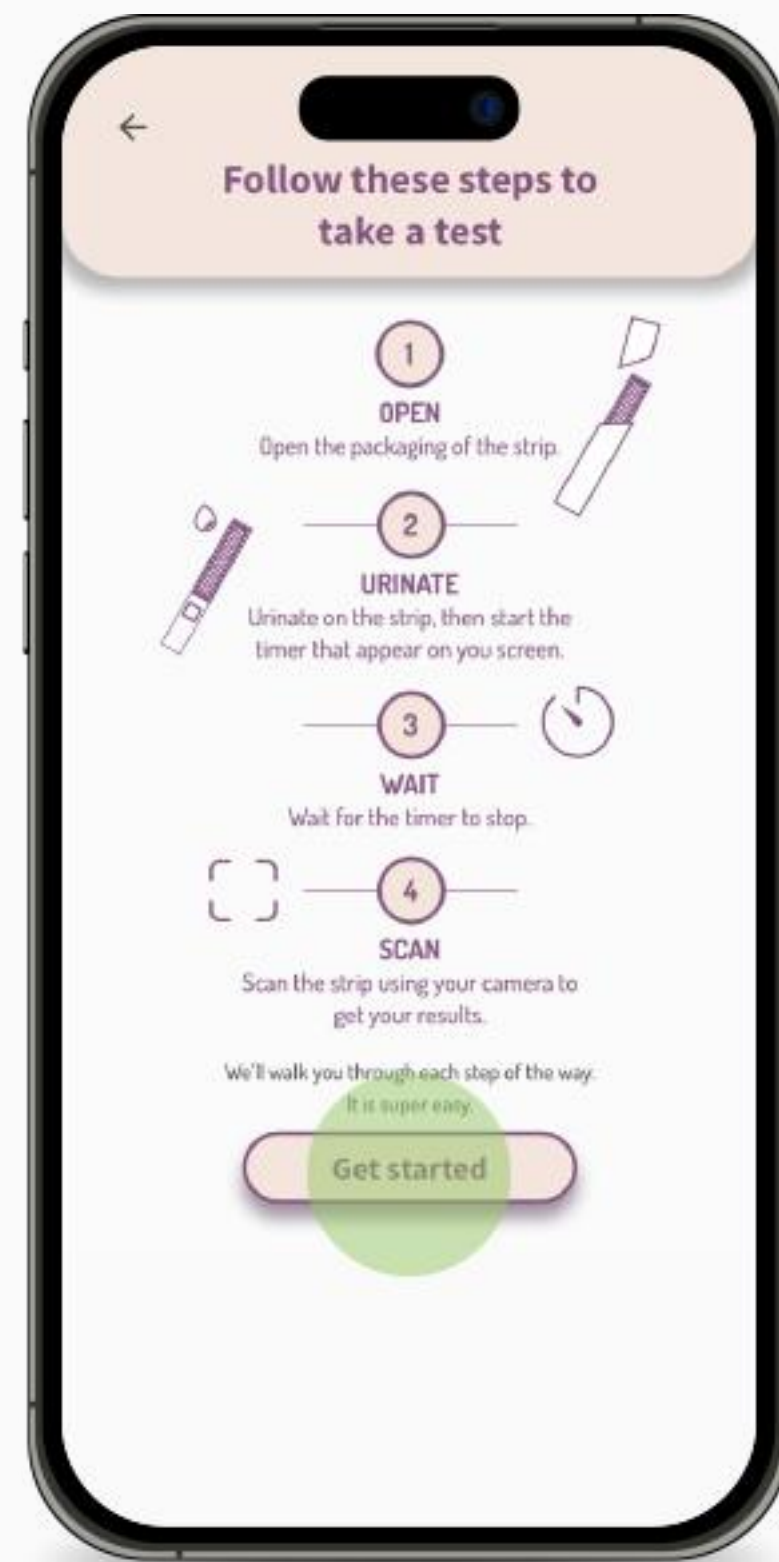 Follow these steps to
take a test
1
OPEN
Open the packaging of the strip.
2
URINATE
Urinate on the strip, then start the
timer that appear on you screen.
3
WAIT
Wait for the timer to stop.
4
SCAN
Scan the strip using your camera to
get your results.
We'll walk you through each step of the way.
It is super easy.
Get started